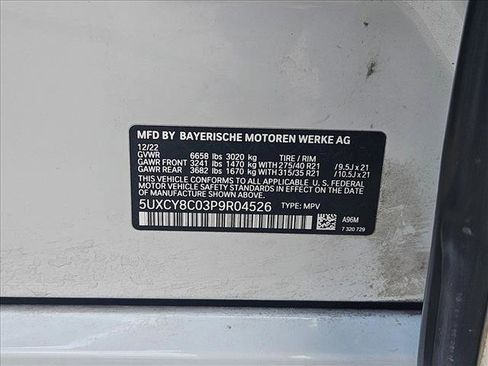 MFD BY BAYERISCHE MOTOREN WERKE AG
12/22
GVWR 6658 lbs 3020 kg TIRE / RIM
GAWR FRONT 3241 lbs 1470 kg WITH 275/40 R21 / 9.5J x 21
GAWR REAR 3682 lbs 1670 kg WITH 315/35 R21 / 10.5J x 21
THIS VEHICLE CONFORMS TO ALL APPLICABLE U.S. FEDERAL
MOTOR VEHICLE SAFETY STANDARDS IN EFFECT ON THE
DATE OF MANUFACTURE SHOWN ABOVE.
5UXCY8C03P9R04526 TYPE: MPV
A96M
7 320 729